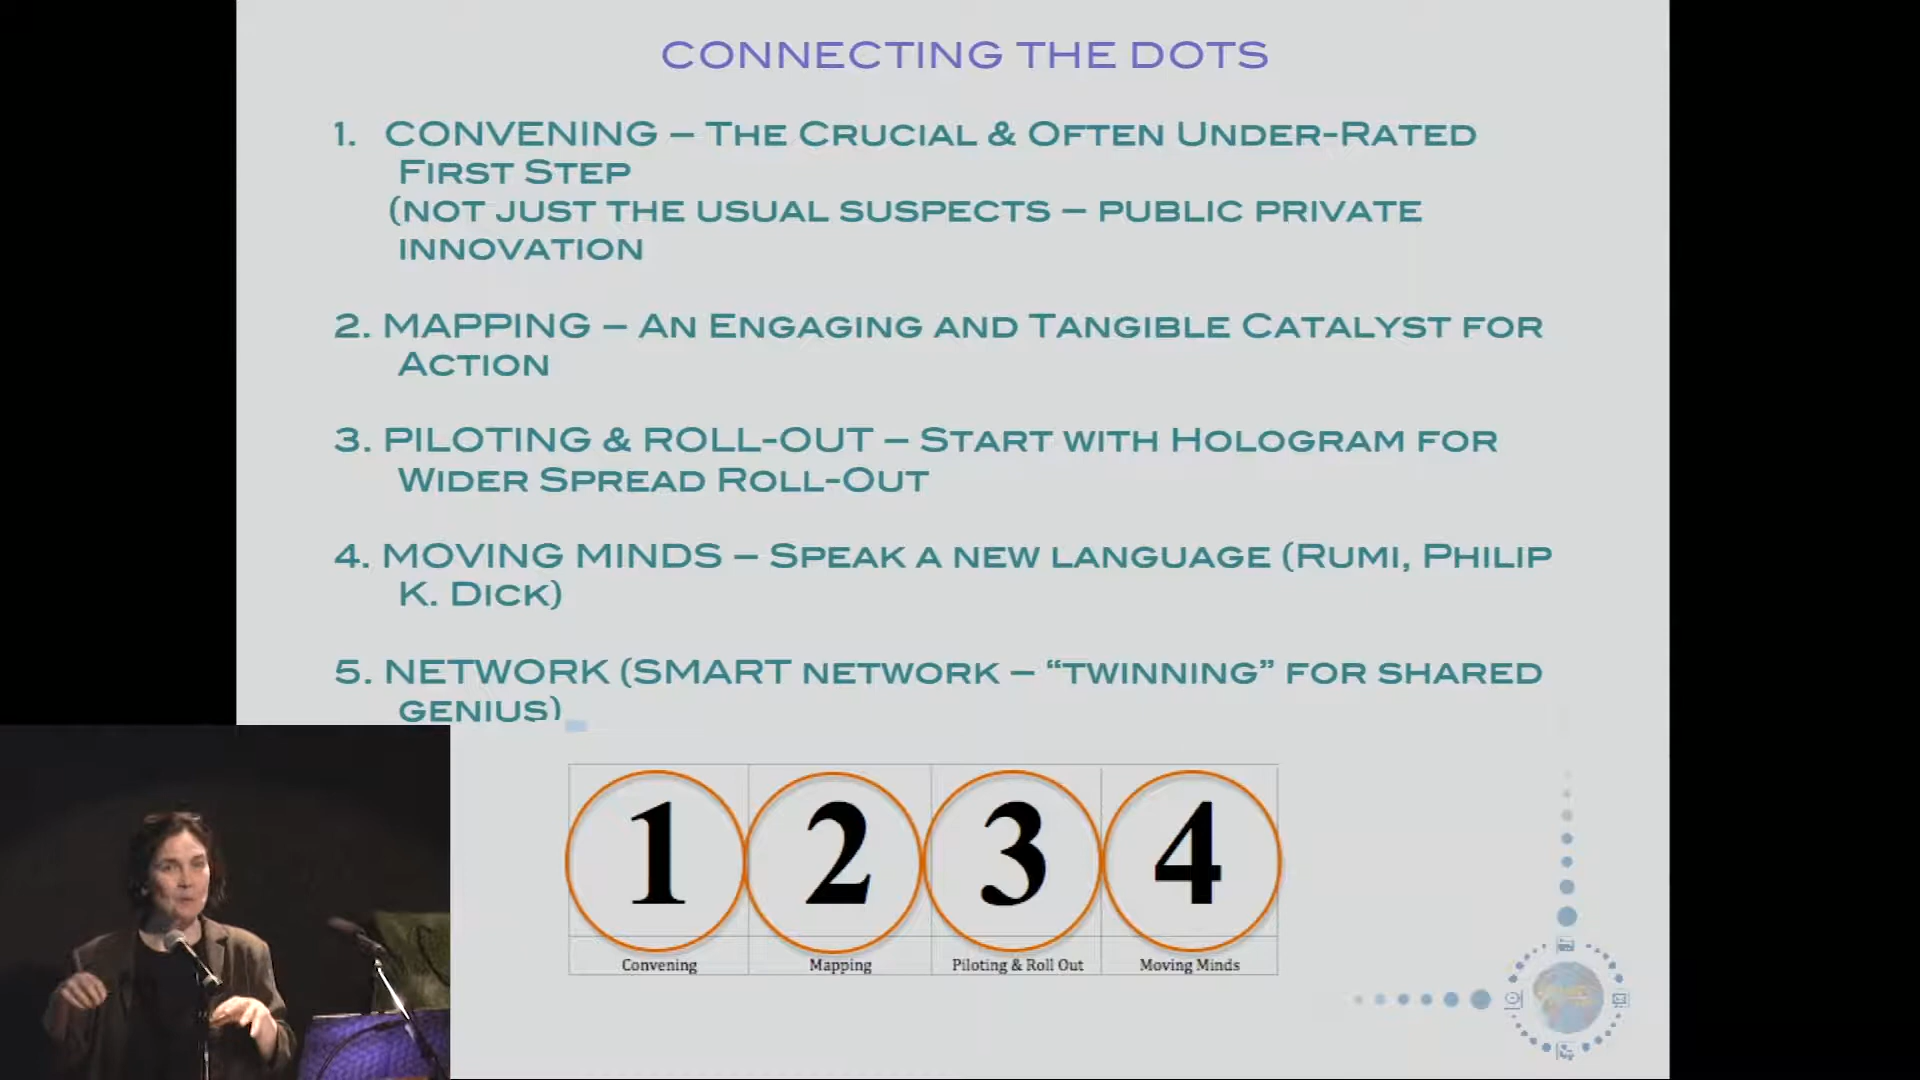 CONNECTING THE DOTS
1. CONVENING – THE CRUCIAL & OFTEN UNDER-RATED
FIRST STEP
(NOT JUST THE USUAL SUSPECTS – PUBLIC PRIVATE
INNOVATION
2. MAPPING – AN ENGAGING AND TANGIBLE CATALYST FOR
ACTION
3. PILOTING & ROLL-OUT – START WITH HOLOGRAM FOR
WIDER SPREAD ROLL-OUT
4. MOVING MINDS – SPEAK A NEW LANGUAGE (RUMI, PHILIP
K. DICK)
5. NETWORK (SMART NETWORK – “TWINNING” FOR SHARED
GENIUS)
1 2 3 4
Convening Mapping Piloting & Roll Out Moving Minds